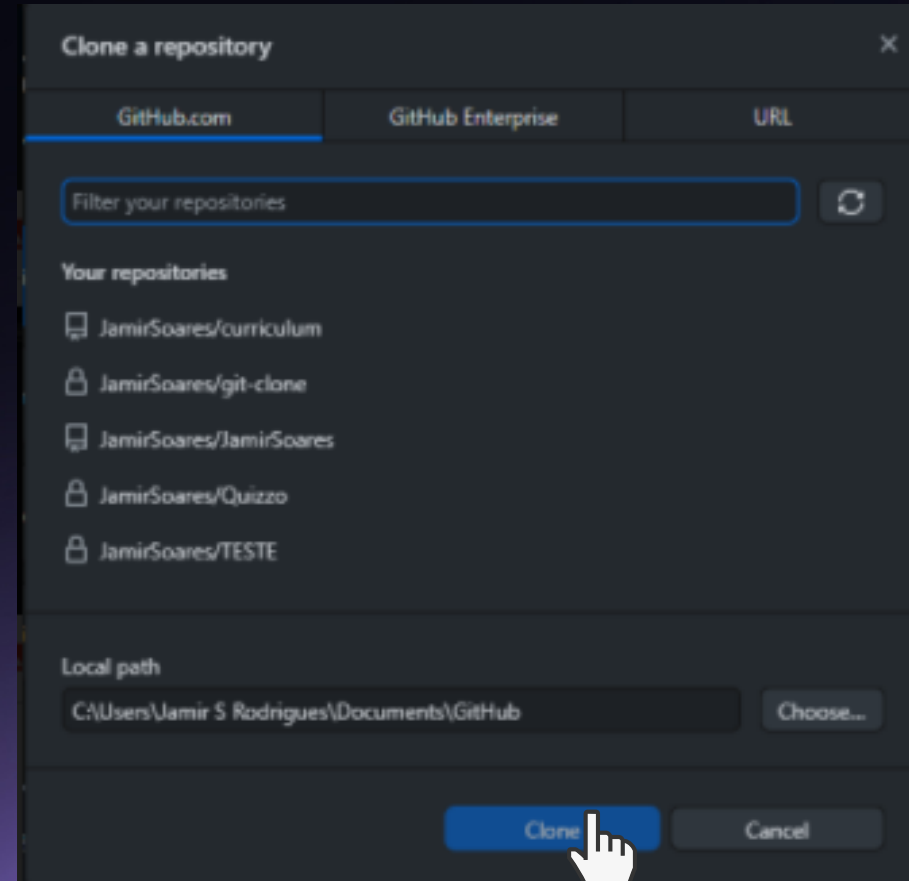 Clone a repository
GitHub.com GitHub Enterprise URL
Filter your repositories
Your repositories
JamirSoares/curriculum
JamirSoares/git-clone
JamirSoares/JamirSoares
JamirSoares/Quizzo
JamirSoares/TESTE
Local path
C:\Users\Jamir S Rodrigues\Documents\GitHub Choose...
Clone Cancel